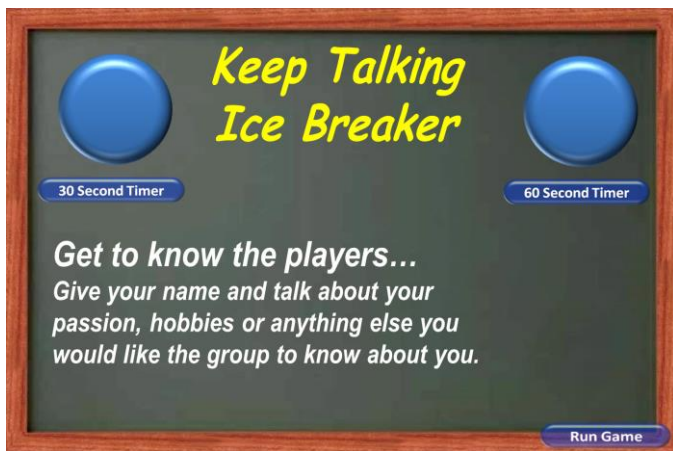 Keep Talking
Ice Breaker
30 Second Timer
60 Second Timer
Get to know the players...
Give your name and talk about your
passion, hobbies or anything else you
would like the group to know about you.
Run Game